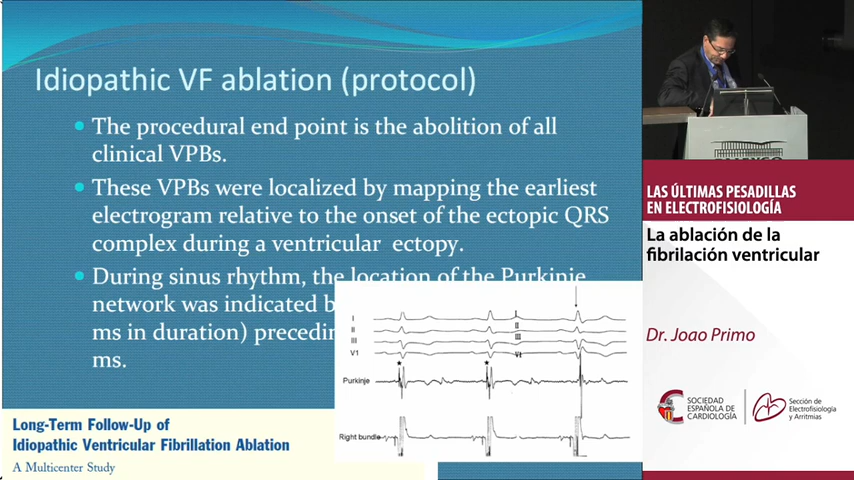 Idiopathic VF ablation (protocol)
The procedural end point is the abolition of all
clinical VPBs.
These VPBs were localized by mapping the earliest
electrogram relative to the onset of the ectopic QRS
complex during a ventricular ectopy.
During sinus rhythm, the location of the Purkinje
network was indicated b
ms in duration) precedin
ms.
I
II
III
V1
I
II
III
V1
Purkinje
Right bundle
Long-Term Follow-Up of
Idiopathic Ventricular Fibrillation Ablation
A Multicenter Study
LAS ÚLTIMAS PESADILLAS
EN ELECTROFISIOLOGÍA
La ablación de la
fibrilación ventricular
Dr. Joao Primo
SOCIEDAD
ESPAÑOLA DE
CARDIOLOGÍA
Sección de
Electrofisiología
y Arritmias